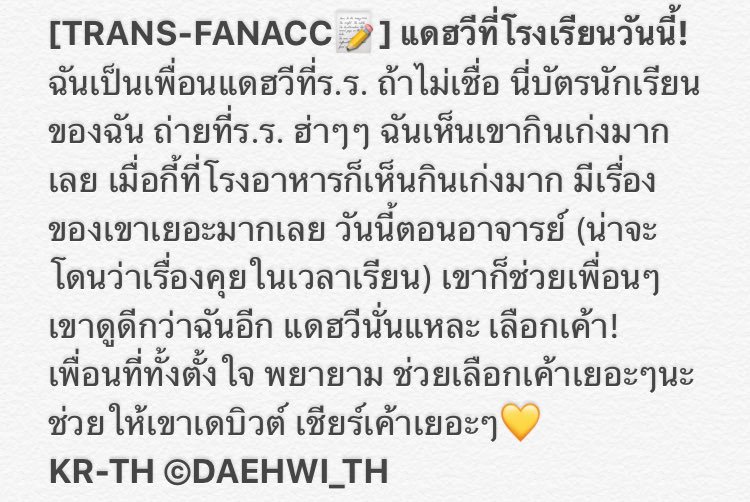 [TRANS-FANACC📝] แดฮวีที่โรงเรียนวันนี้!
ฉันเป็นเพื่อนแดฮวีที่ร.ร. ถ้าไม่เชื่อ นี่บัตรนักเรียน
ของฉัน ถ่ายที่ร.ร. ฮ่าๆๆ ฉันเห็นเขากินเก่งมาก
เลย เมื่อกี้ที่โรงอาหารก็เห็นกินเก่งมาก มีเรื่อง
ของเขาเยอะมากเลย วันนี้ตอนอาจารย์ (น่าจะ
โดนว่าเรื่องคุยในเวลาเรียน) เขาก็ช่วยเพื่อนๆ
เขาดูดีกว่าฉันอีก แดฮวีนั่นแหละ เลือกเค้า!
เพื่อนที่ทั้งตั้งใจ พยายาม ช่วยเลือกเค้าเยอะๆนะ
ช่วยให้เขาเดบิวต์ เชียร์เค้าเยอะๆ💛
KR-TH ©DAEHWI_TH